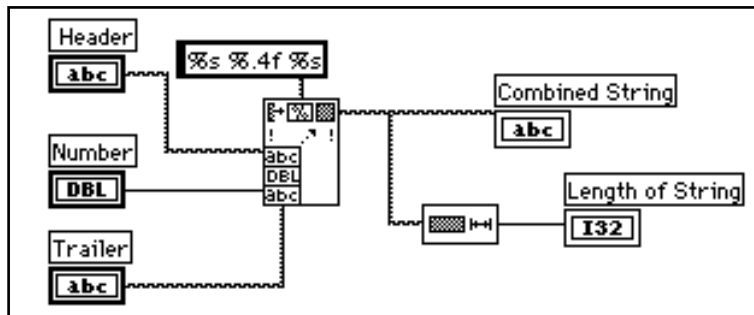 Header
abc
%s %.4f %s
Combined String
abc
Number
DBL
abc
DBL
abc
Length of String
I32
Trailer
abc